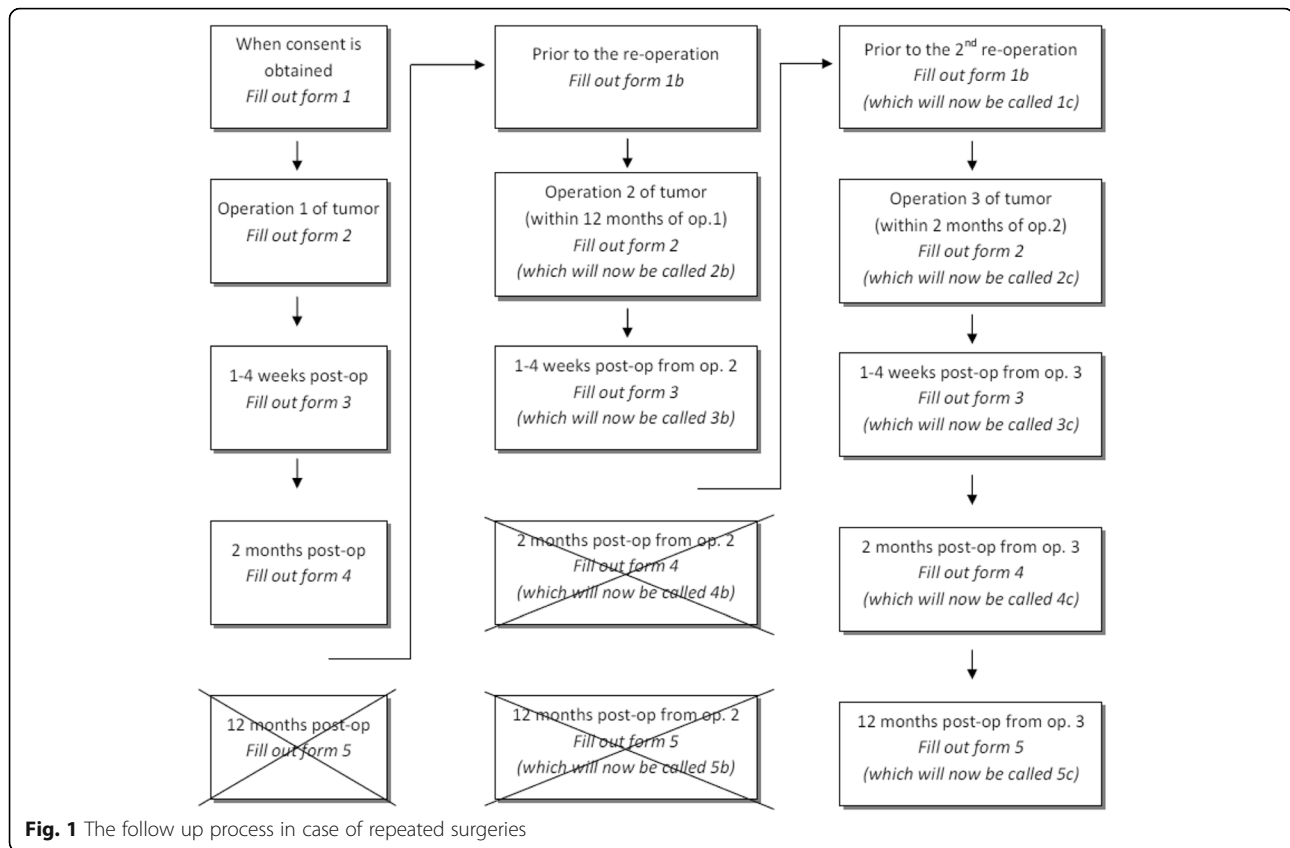 When consent is
obtained
Fill out form 1
Operation 1 of tumor
Fill out form 2
1-4 weeks post-op
Fill out form 3
2 months post-op
Fill out form 4
12 months post-op
Fill out form 5
Prior to the re-operation
Fill out form 1b
Operation 2 of tumor
(within 12 months of op.1)
Fill out form 2
(which will now be called 2b)
1-4 weeks post-op from op. 2
Fill out form 3
(which will now be called 3b)
2 months post-op from op. 2
Fill out form 4
(which will now be called 4b)
12 months post-op from op. 2
Fill out form 5
(which will now be called 5b)
Prior to the 2nd re-operation
Fill out form 1b
(which will now be called 1c)
Operation 3 of tumor
(within 2 months of op.2)
Fill out form 2
(which will now be called 2c)
1-4 weeks post-op from op. 3
Fill out form 3
(which will now be called 3c)
2 months post-op from op. 3
Fill out form 4
(which will now be called 4c)
12 months post-op from op. 3
Fill out form 5
(which will now be called 5c)
Fig. 1 The follow up process in case of repeated surgeries